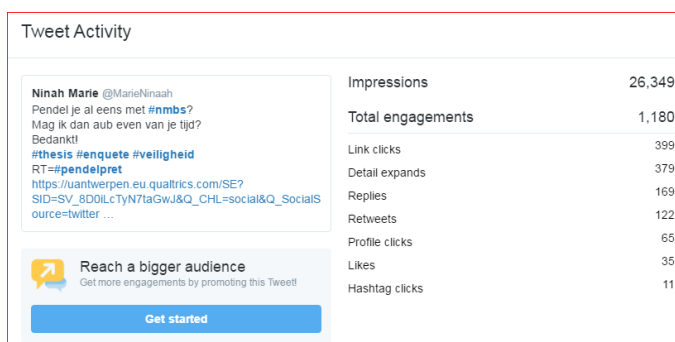 Tweet Activity
Ninah Marie @MarieNinaah
Pendel je al eens met #nmbs?
Mag ik dan aub even van je tijd?
Bedankt!
#thesis #enquete #veiligheid
RT=#pendelpret
https://uantwerpen.eu.qualtrics.com/SE?
SID=SV_8D0iLcTyN7taGwJ&Q_CHL=social&Q_SocialS
ource=twitter ...
Reach a bigger audience
Get more engagements by promoting this Tweet!
Get started
Impressions 26,349
Total engagements 1,180
Link clicks 399
Detail expands 379
Replies 169
Retweets 122
Profile clicks 65
Likes 35
Hashtag clicks 11